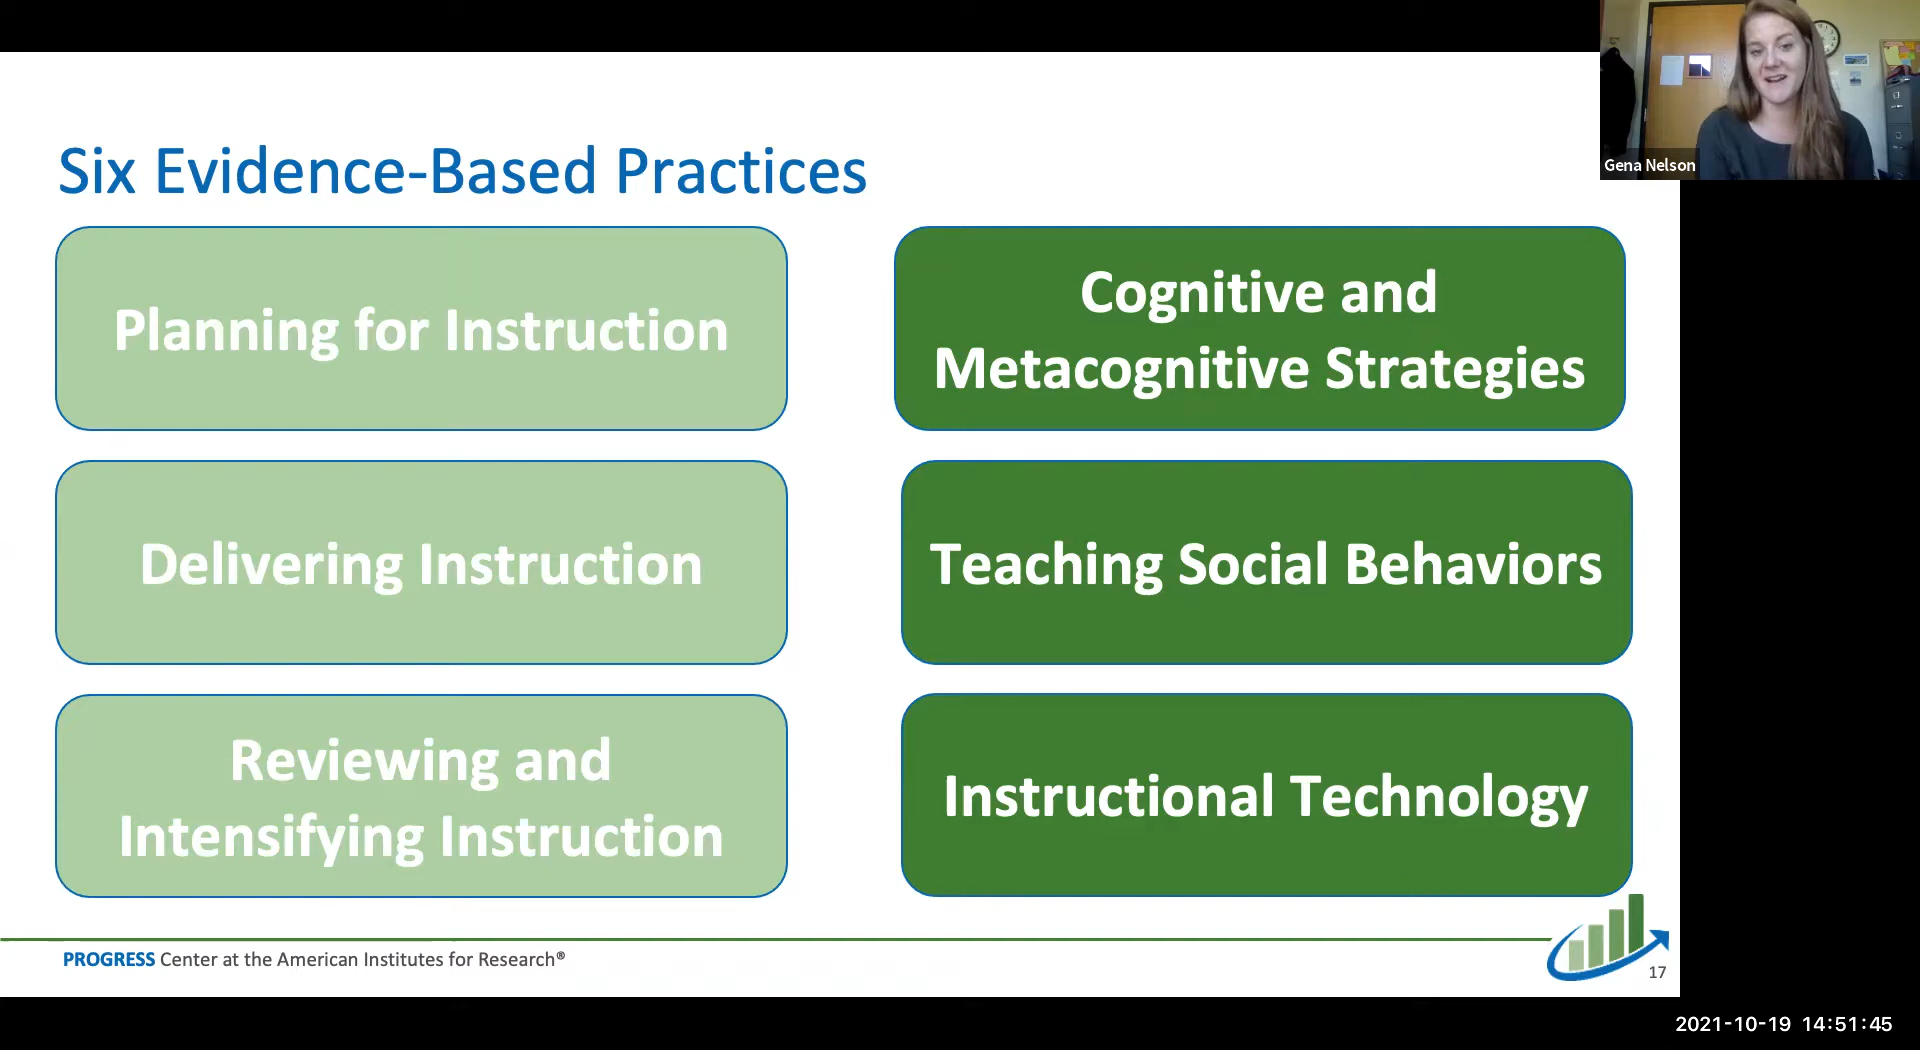 Six Evidence-Based Practices
Gena Nelson
Planning for Instruction
Cognitive and
Metacognitive Strategies
Delivering Instruction
Teaching Social Behaviors
Reviewing and
Intensifying Instruction
Instructional Technology
PROGRESS Center at the American Institutes for Research®
17
2021-10-19 14:51:45